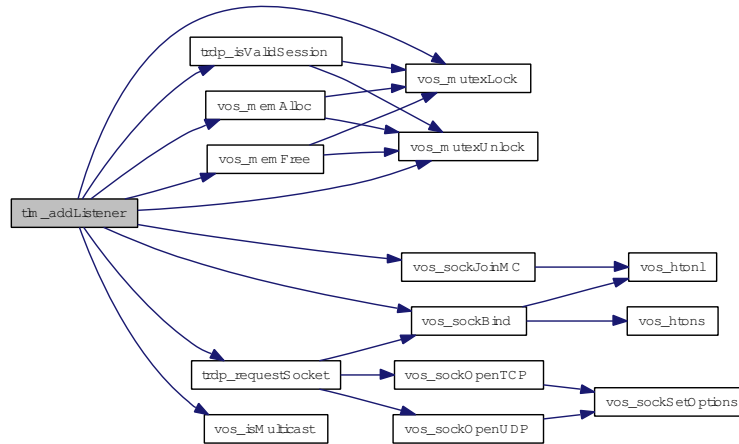 trdp_isValidSession
vos_mutexLock
vos_memAlloc
vos_mutexUnlock
vos_memFree
tlm_addListener
vos_sockJoinMC
vos_htonl
vos_sockBind
vos_htons
trdp_requestSocket
vos_sockOpenTCP
vos_sockSetOptions
vos_isMulticast
vos_sockOpenUDP